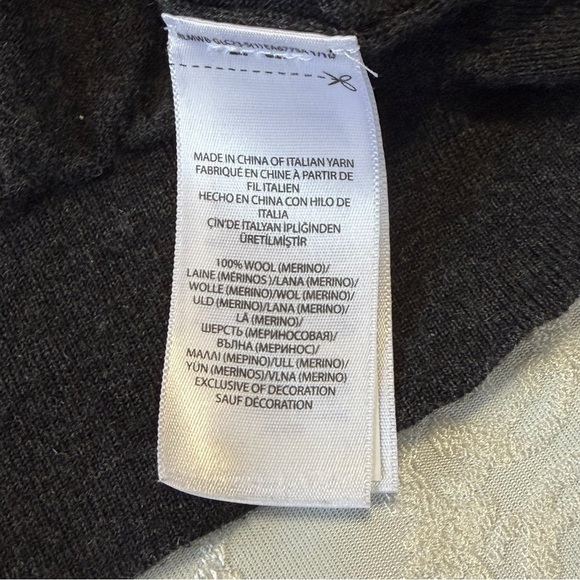 MADE IN CHINA OF ITALIAN YARN
FABRIQUÉ EN CHINE À PARTIR DE
FIL ITALIEN
HECHO EN CHINA CON HILO DE
ITALIA
ÇİN'DE İTALYAN İPLİĞİNDEN
ÜRETİLMİŞTİR
100% WOOL (MERINO)/
LAINE (MÉRINOS )/LANA (MERINO)/
WOLLE (MERINO)/WOL (MERINO)/
ULD (MERINO)/LANA (MERINO)/
LÃ (MERINO)/
ШЕРСТЬ (МЕРИНОСОВАЯ)/
ВЪЛНА (МЕРИНОС)/
ΜΑΛΛΙ (ΜΕΡΙΝΟ)/ULL (MERINO)/
YÜN (MERİNOS)/VLNA (MERINO)
EXCLUSIVE OF DECORATION
SAUF DÉCORATION